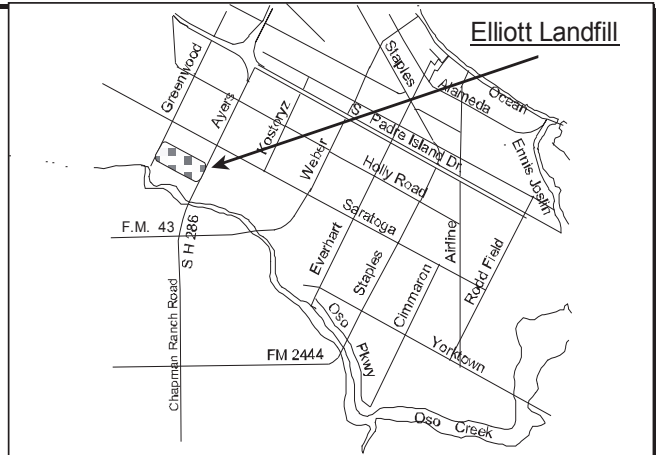 Elliott Landfill
Greenwood
Ayers
Kostoryz
Weber
Staples
S. Padre Island Dr.
Alameda
Ocean
Ennis Joslin
Holly Road
Saratoga
F.M. 43
S H 286
Everhart
Staples
Airline
Cimmaron
Rodd Field
Chapman Ranch Road
Oso
Pkwy
Yorktown
FM 2444
Oso Creek